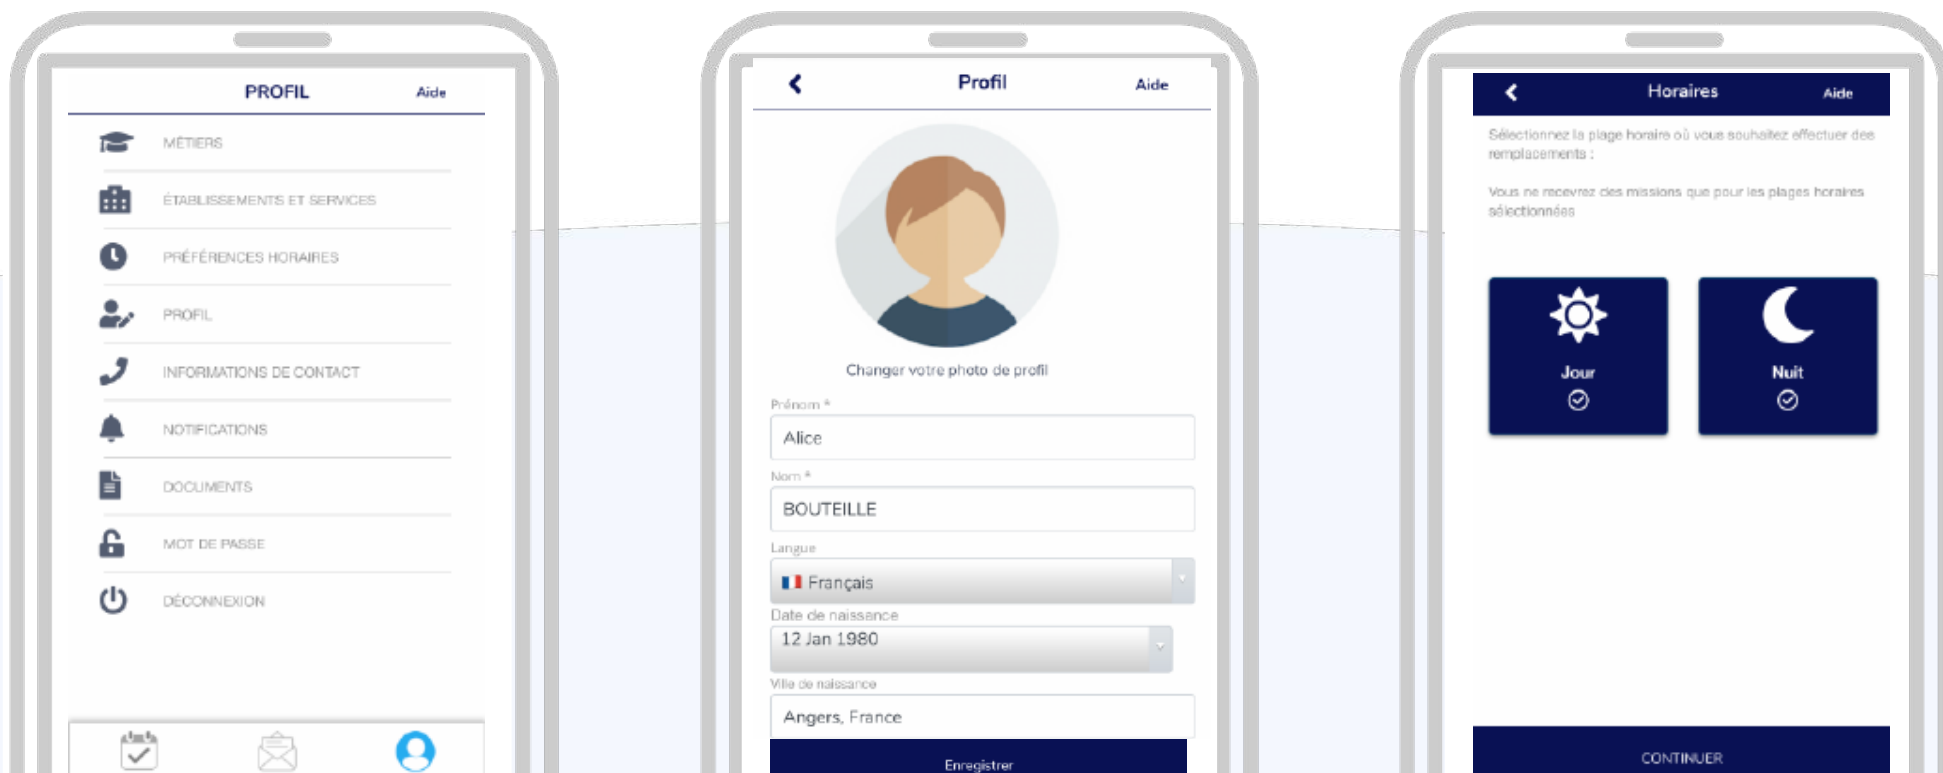 PROFIL
Aide
MÉTIERS
ÉTABLISSEMENTS ET SERVICES
PRÉFÉRENCES HORAIRES
PROFIL
INFORMATIONS DE CONTACT
NOTIFICATIONS
DOCUMENTS
MOT DE PASSE
DÉCONNEXION
Profil
Aide
Changer votre photo de profil
Prénom *
Alice
Nom *
BOUTEILLE
Langue
Français
Date de naissance
12 Jan 1980
Ville de naissance
Angers, France
Enregistrer
Horaires
Aide
Sélectionnez la plage horaire où vous souhaitez effectuer des
remplacements :
Vous ne recevrez des missions que pour les plages horaires
sélectionnées
Jour
Nuit
CONTINUER